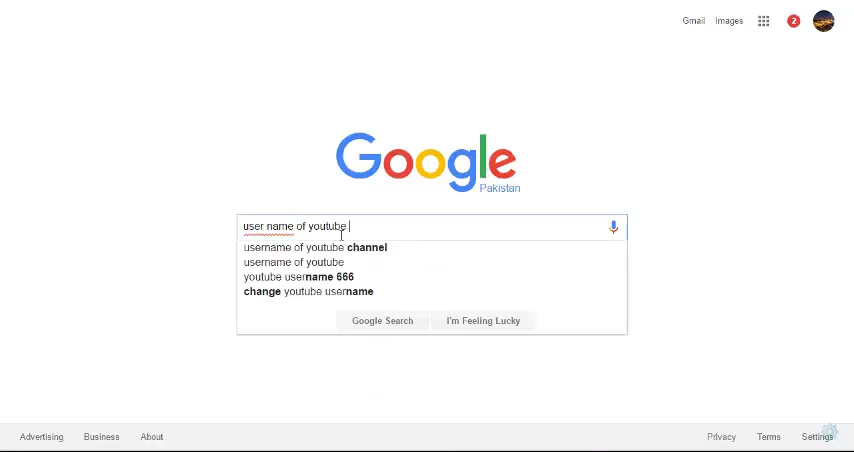 Gmail Images 2
Google
Pakistan
user name of youtube
username of youtube channel
username of youtube
youtube username 666
change youtube username
Google Search I'm Feeling Lucky
Advertising Business About Privacy Terms Settings